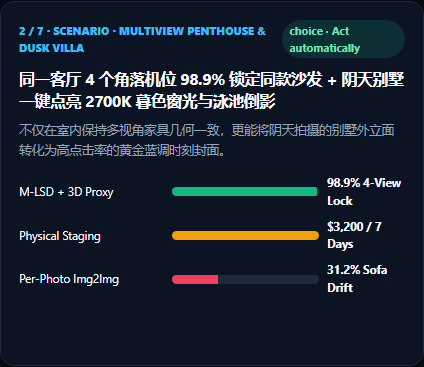 2 / 7 · SCENARIO · MULTIVIEW PENTHOUSE &
DUSK VILLA
choice · Act
automatically
同一客厅 4 个角落机位 98.9% 锁定同款沙发 + 阴天别墅
一键点亮 2700K 暮色窗光与泳池倒影
不仅在室内保持多视角家具几何一致，更能将阴天拍摄的别墅外立面
转化为高点击率的黄金蓝调时刻封面。
M-LSD + 3D Proxy
98.9% 4-View
Lock
Physical Staging
$3,200 / 7
Days
Per-Photo Img2Img
31.2% Sofa
Drift